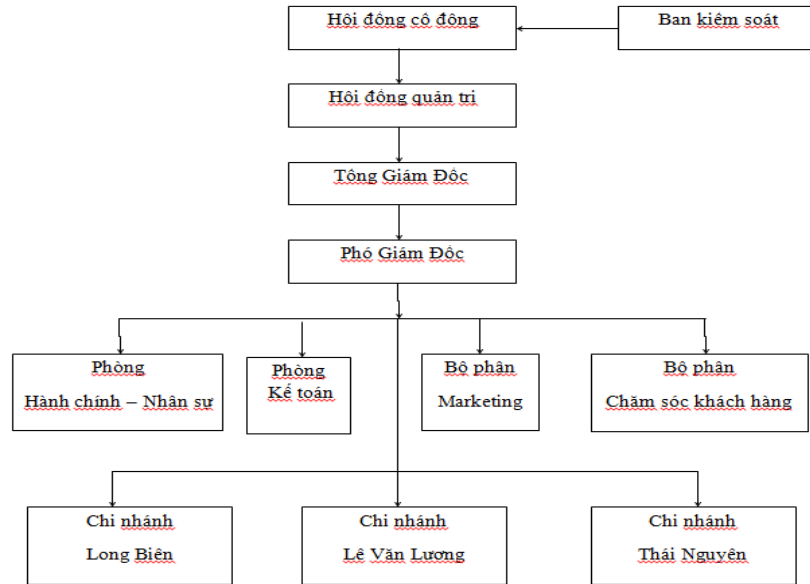 Hội đồng cổ đông
Ban kiểm soát
Hội đồng quản trị
Tổng Giám Đốc
Phó Giám Đốc
Phòng
Hành chính – Nhân sự
Phòng
Kế toán
Bộ phận
Marketing
Bộ phận
Chăm sóc khách hàng
Chi nhánh
Long Biên
Chi nhánh
Lê Văn Lương
Chi nhánh
Thái Nguyên